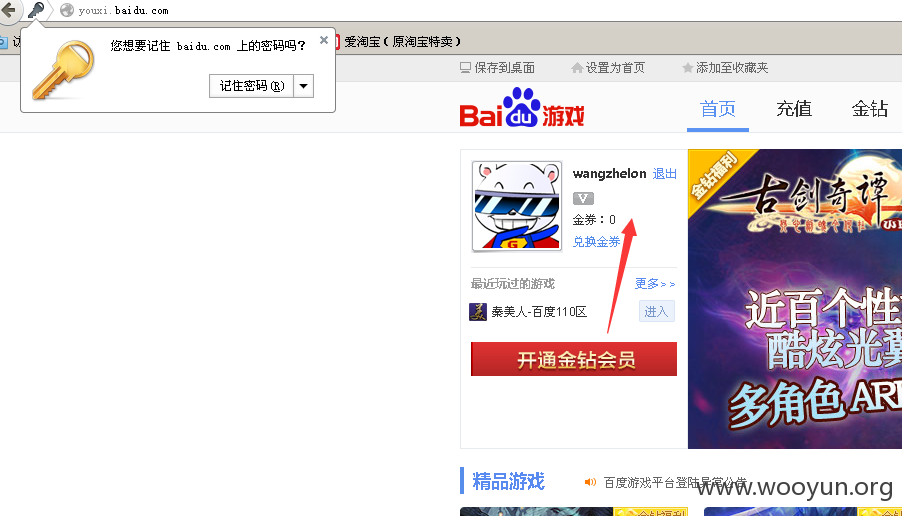 youxi.baidu.com
您想要记住 baidu.com 上的密码吗？
记住密码(R)
爱淘宝（原淘宝特卖）
保存到桌面
设置为首页
添加至收藏夹
Bai du 游戏
首页
充值
金钻
wangzhelon 退出
V
金券：0
兑换金券
G
最近玩过的游戏 更多>>
秦美人-百度110区 进入
开通金钻会员
金钻福利
古剑奇谭
近百个性
酷炫光翼
多角色 ARP
精品游戏
百度游戏平台登陆异常公告
www.wooyun.org